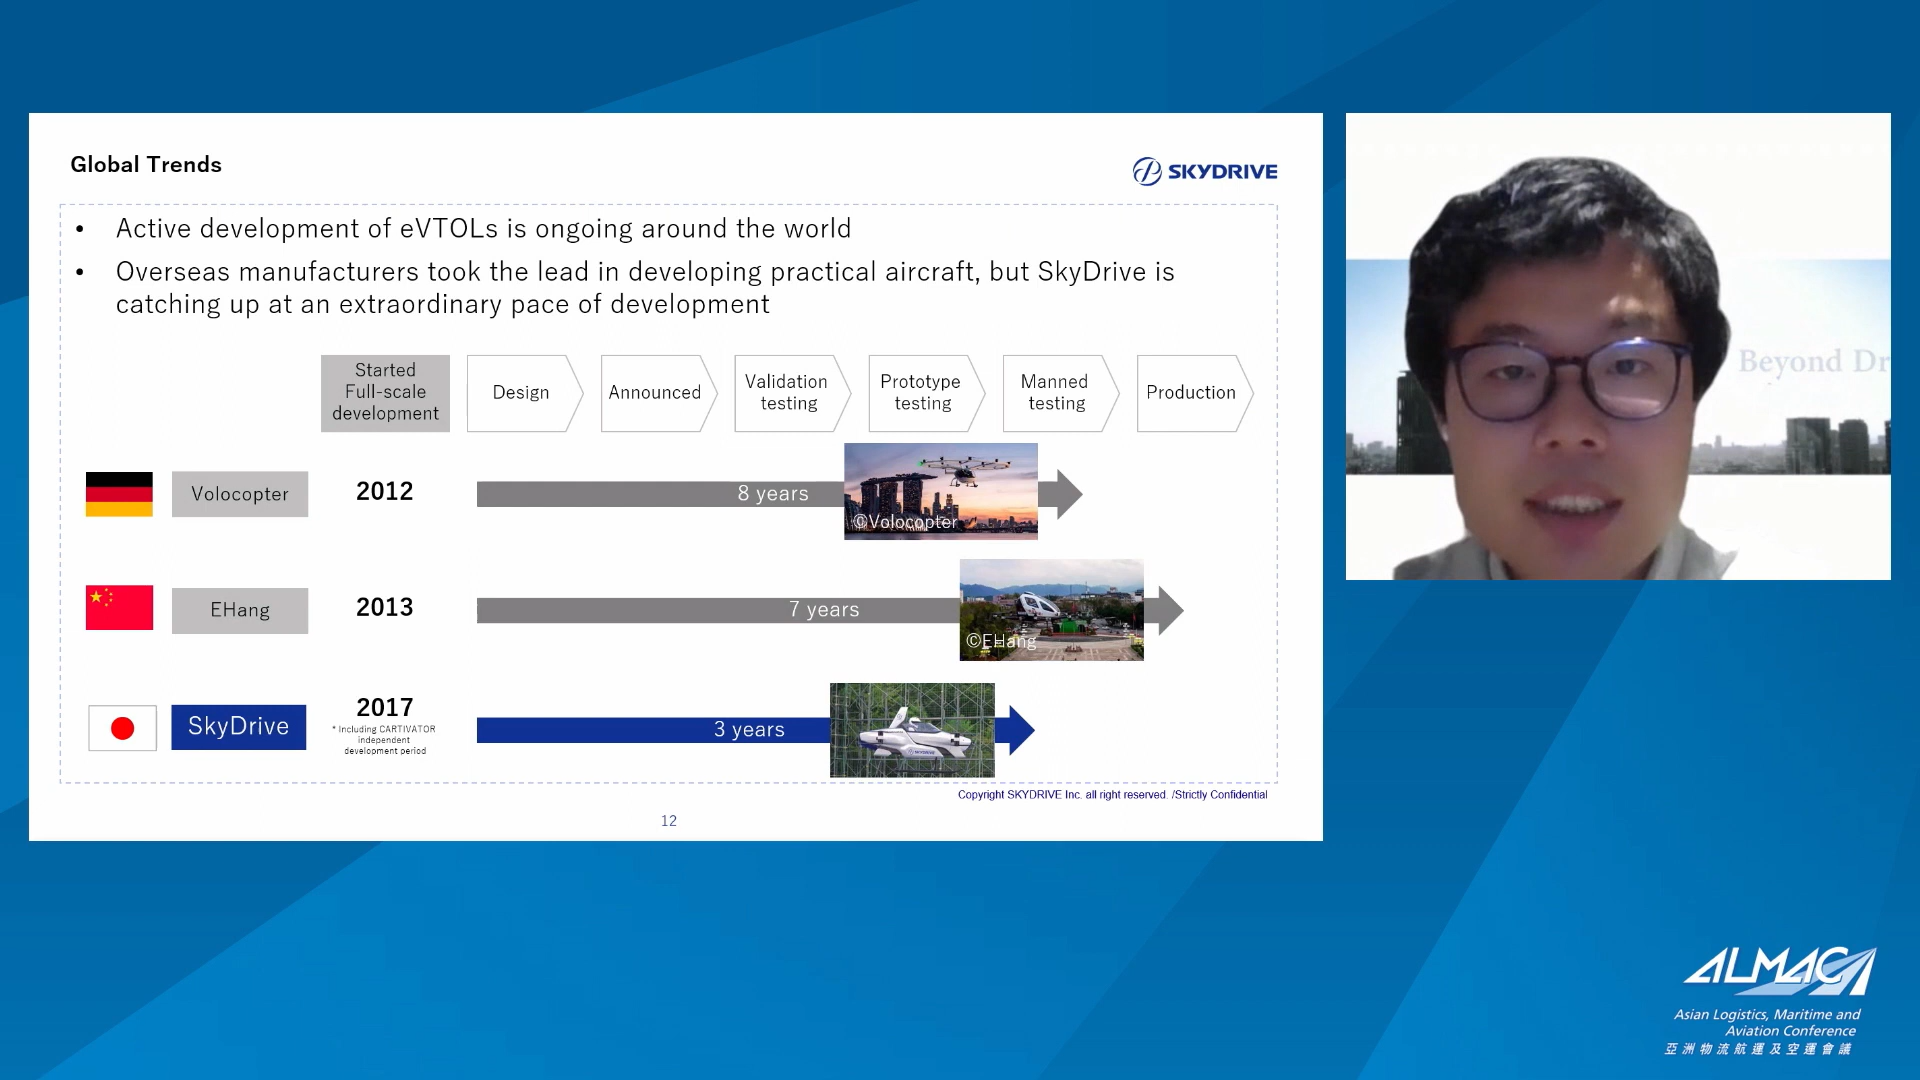 Global Trends
SKYDRIVE
• Active development of eVTOLs is ongoing around the world
• Overseas manufacturers took the lead in developing practical aircraft, but SkyDrive is
catching up at an extraordinary pace of development
Started
Full-scale
development
Design
Announced
Validation
testing
Prototype
testing
Manned
testing
Production
Volocopter
2012
8 years
©Volocopter
EHang
2013
7 years
©EHang
SkyDrive
2017
* Including CARTIVATOR
independent
development period
3 years
SKYDRIVE
Copyright SKYDRIVE Inc. all right reserved. /Strictly Confidential
12
Beyond Dr
ALMAC
Asian Logistics, Maritime and
Aviation Conference
亞洲物流航運及空運會議